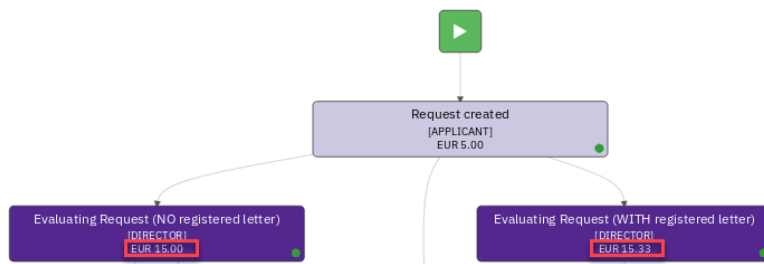 Request created
[APPLICANT]
EUR 5.00
Evaluating Request (NO registered letter)
[DIRECTOR]
EUR 15.00
Evaluating Request (WITH registered letter)
[DIRECTOR]
EUR 15.33